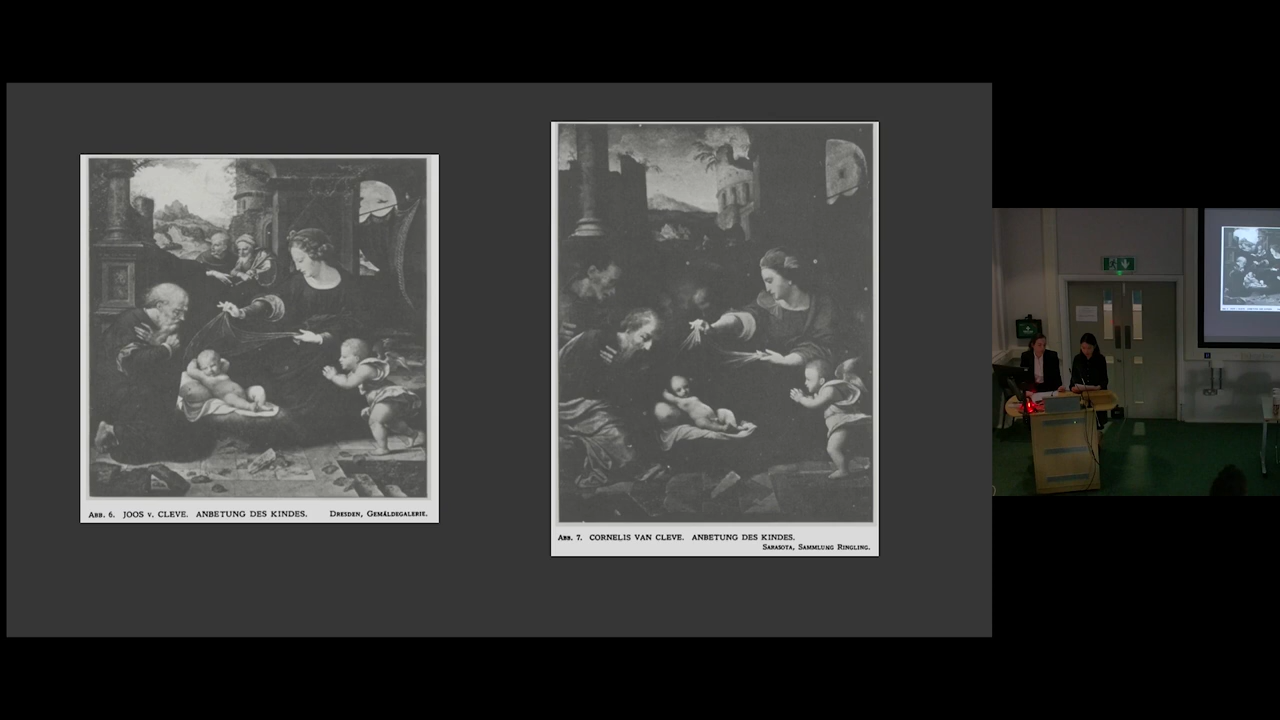 ABB. 6. JOOS v. CLEVE. ANBETUNG DES KINDES. DRESDEN, GEMÄLDEGALERIE.
ABB. 7. CORNELIS VAN CLEVE. ANBETUNG DES KINDES.
SARASOTA, SAMMLUNG RINGLING.